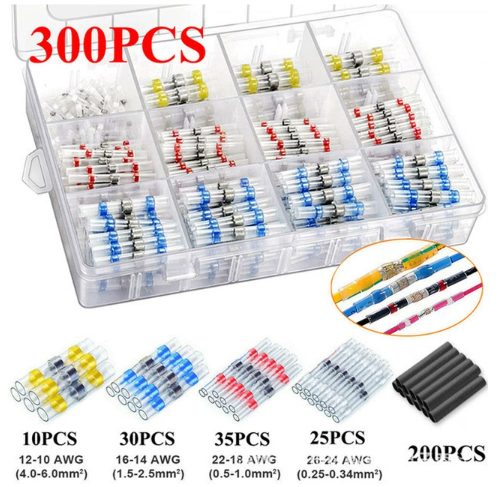 300PCS
10PCS 30PCS 35PCS 25PCS 200PCS
12-10 AWG 16-14 AWG 22-18 AWG 26-24 AWG
(4.0-6.0mm²) (1.5-2.5mm²) (0.5-1.0mm²) (0.25-0.34mm²)